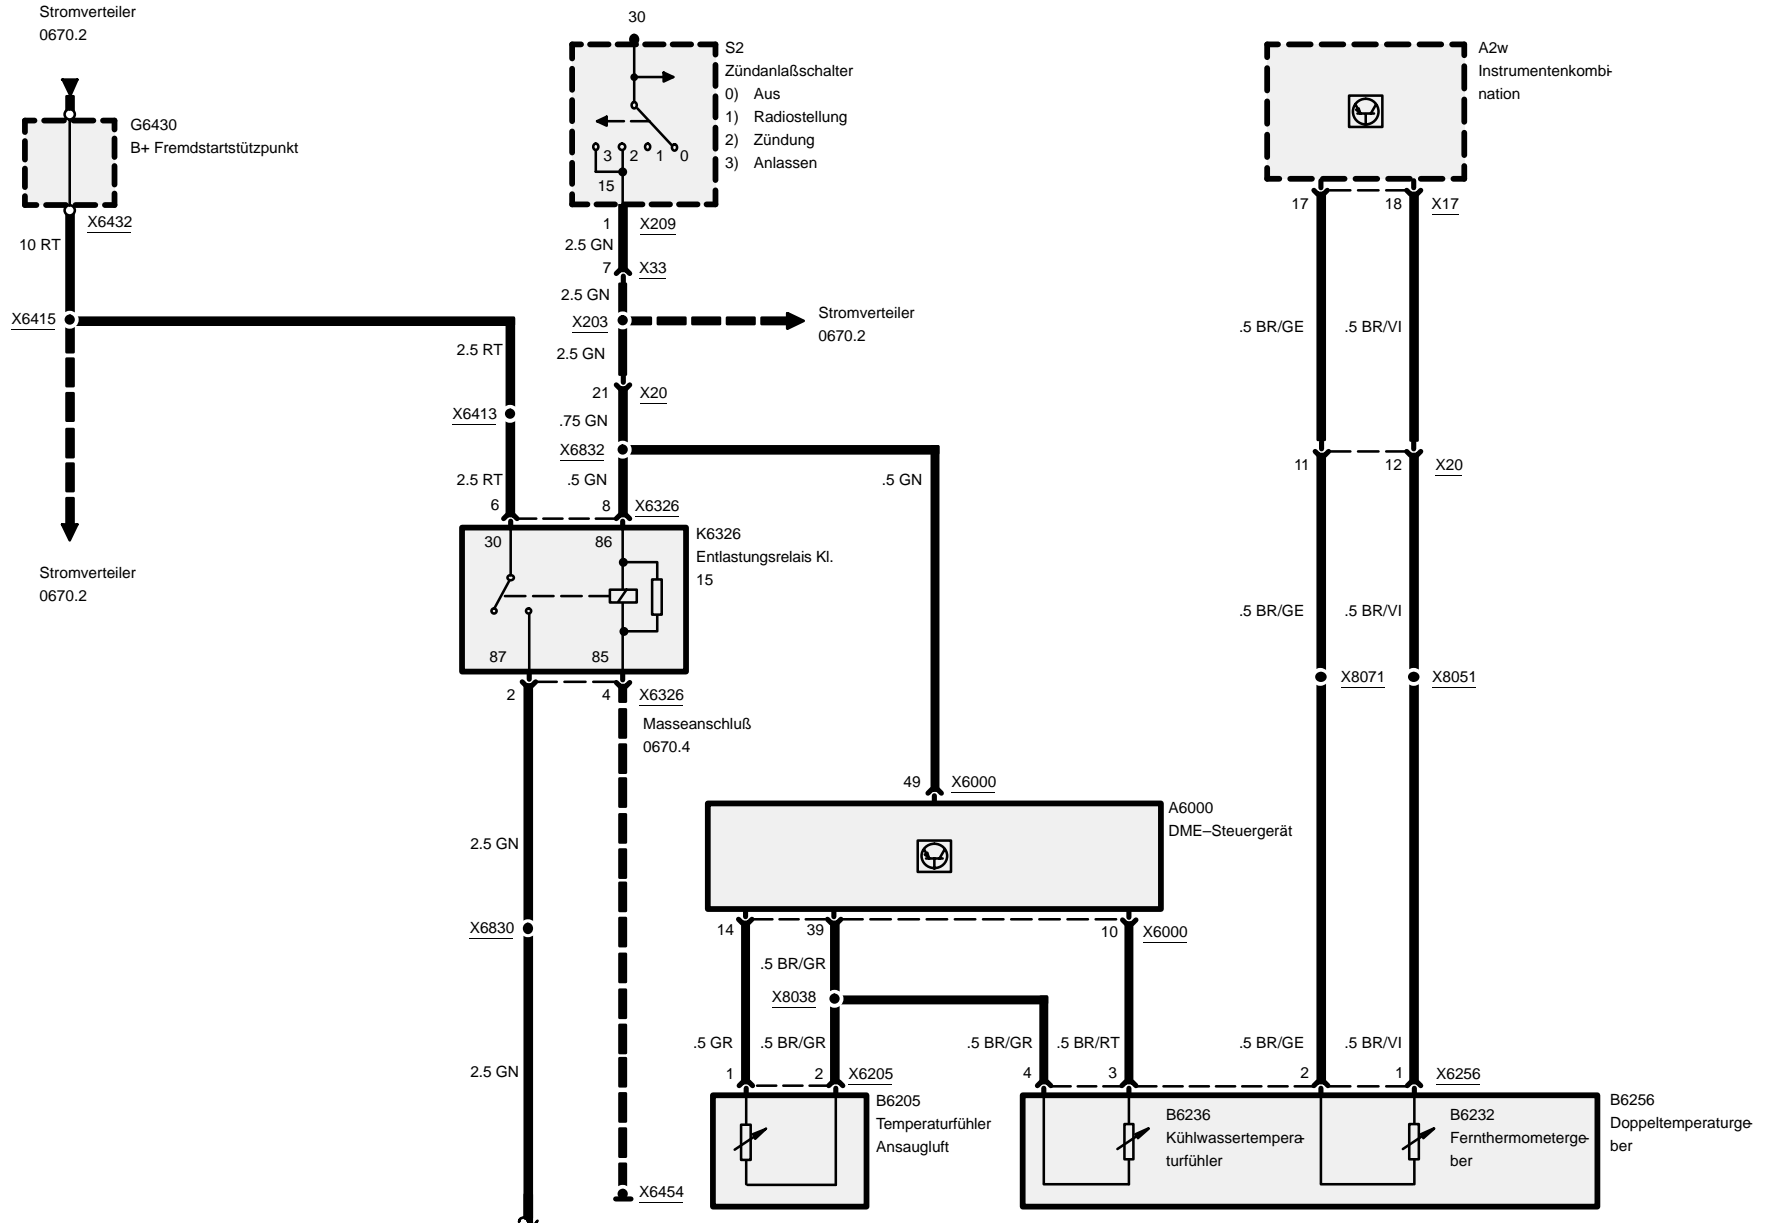 Stromverteiler
0670.2
G6430
B+ Fremdstartstützpunkt
X6432
10 RT
X6415
Stromverteiler
0670.2
30
S2
Zündanlaßschalter
0) Aus
1) Radiostellung
2) Zündung
3) Anlassen
3 2 1 0
15
1 X209
2.5 GN
7 X33
2.5 GN
X203
Stromverteiler
0670.2
2.5 GN
21 X20
.75 GN
X6832
2.5 RT
X6413
2.5 RT .5 GN .5 GN
6 8 X6326
30 86
K6326
Entlastungsrelais Kl.
15
87 85
2 4 X6326
Masseanschluß
0670.4
2.5 GN
X6830
2.5 GN
X6454
49 X6000
A6000
DME–Steuergerät
14 39 10 X6000
.5 BR/GR
X8038
.5 GR .5 BR/GR .5 BR/GR .5 BR/RT
1 2 X6205
B6205
Temperaturfühler
Ansaugluft
A2w
Instrumentenkombi-
nation
17 18 X17
.5 BR/GE .5 BR/VI
11 12 X20
.5 BR/GE .5 BR/VI
X8071 X8051
.5 BR/GE .5 BR/VI
4 3 2 1 X6256
B6236
Kühlwassertempera-
turfühler
B6232
Fernthermometerge-
ber
B6256
Doppeltemperaturge-
ber